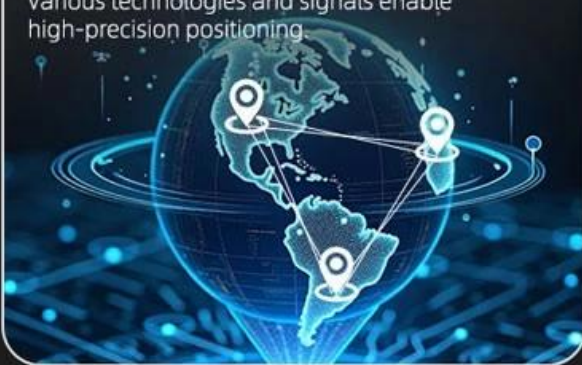 various technologies and signals enable
high-precision positioning.